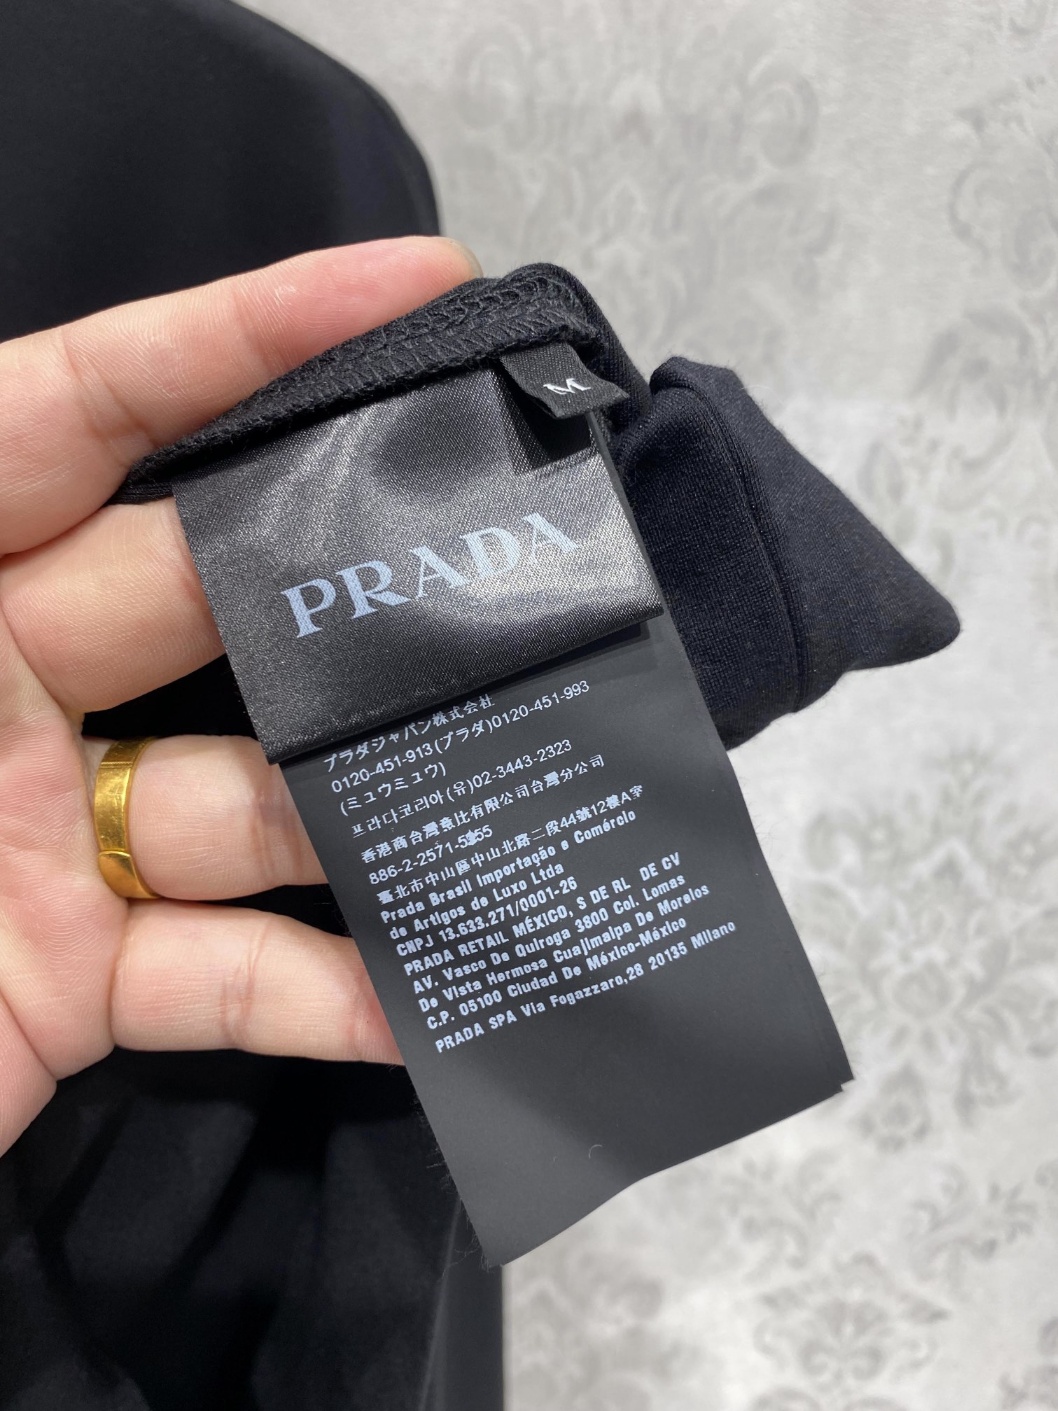 M
PRADA
プラダジャパン株式会社
0120-451-913(プラダ)0120-451-993
(ミュウミュウ)
프라다코리아(유)02-3443-2323
香港商台灣意比有限公司台灣分公司
886-2-2571-5555
臺北市中山區中山北路二段44號12樓A室
Prada Brasil Importação e Comércio
de Artigos de Luxo Ltda
CNPJ 13.633.271/0001-26
PRADA RETAIL MÉXICO, S DE RL DE CV
AV. Vasco De Quiroga 3800 Col. Lomas
De Vista Hermosa Cuajimalpa De Morelos
C.P. 05100 Ciudad De México-México
PRADA SPA Via Fogazzaro,28 20135 Milano